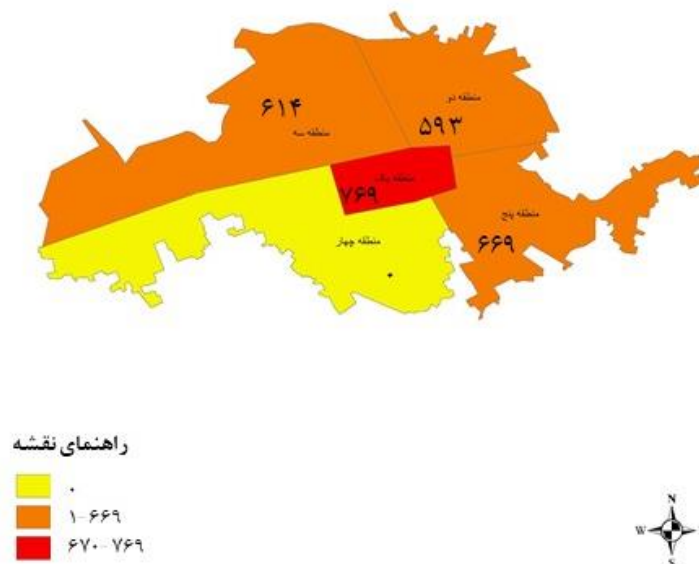 منطقه دو
۵۹۳
۶۱۴
منطقه سه
منطقه یک
۷۶۹
منطقه پنج
۶۶۹
منطقه چهار
۰
راهنمای نقشه
۰
۱-۶۶۹
۶۷۰-۷۶۹
N
W
E
S